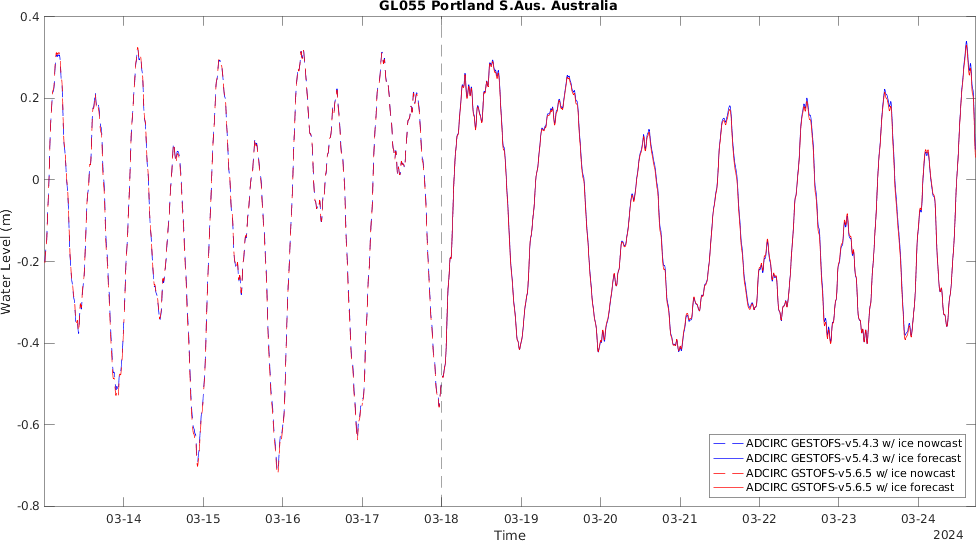 GL055 Portland S.Aus. Australia
0.4
0.2
0
-0.2
-0.4
-0.6
-0.8
Water Level (m)
03-14 03-15 03-16 03-17 03-18 03-19 03-20 03-21 03-22 03-23 03-24
Time
2024
ADCIRC GESTOFS-v5.4.3 w/ ice nowcast
ADCIRC GESTOFS-v5.4.3 w/ ice forecast
ADCIRC GSTOFS-v5.6.5 w/ ice nowcast
ADCIRC GSTOFS-v5.6.5 w/ ice forecast